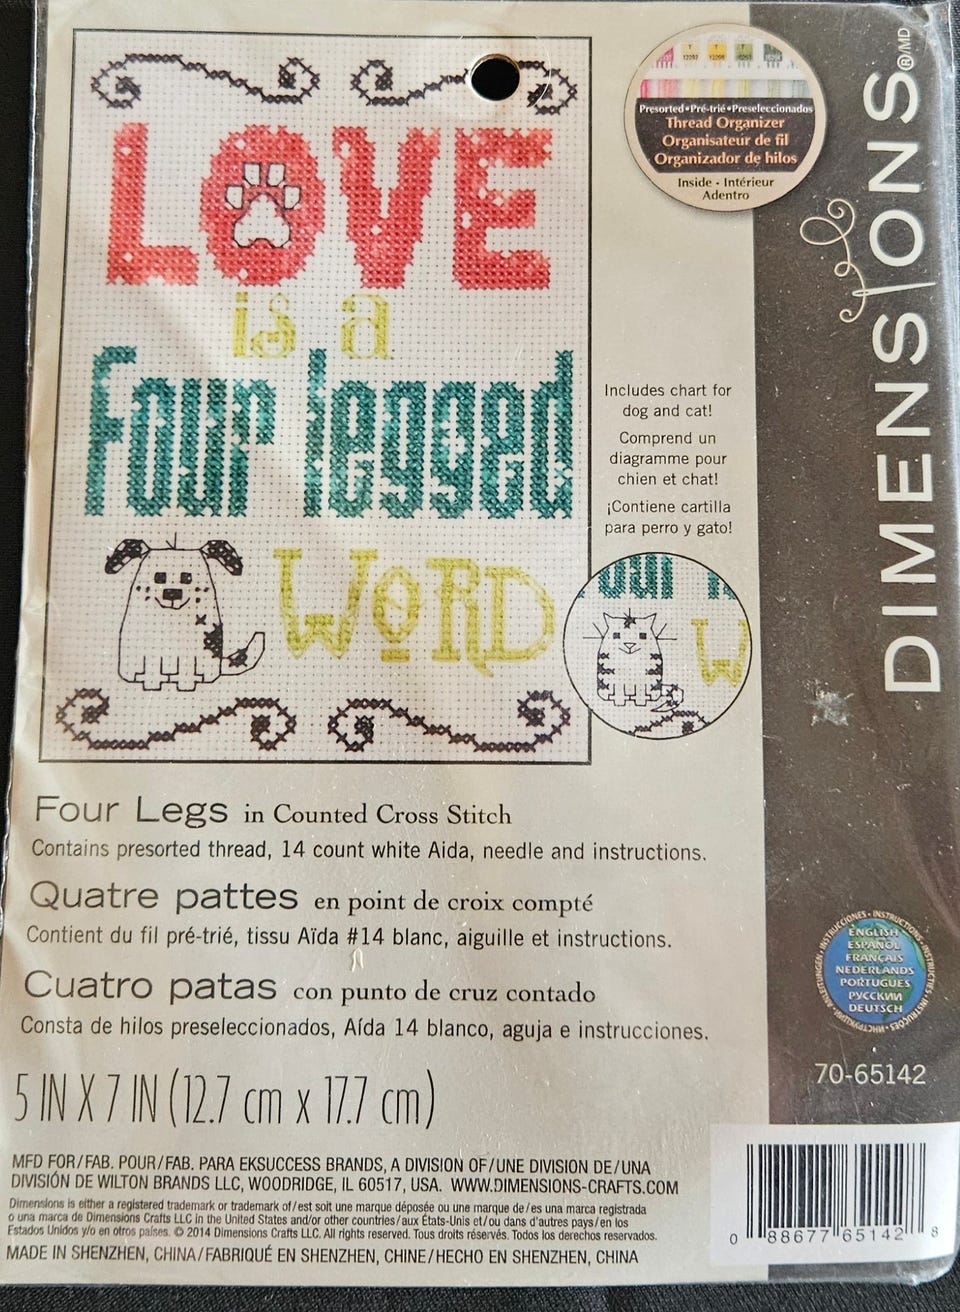 LOVE
is a
Four legged
WORD
Presorted•Pré-trié•Preseleccionados
Thread Organizer
Organisateur de fil
Organizador de hilos
Inside - Intérieur
Adentro
DIMENSIONS®/MD
Includes chart for
dog and cat!
Comprend un
diagramme pour
chien et chat!
¡Contiene cartilla
para perro y gato!
our l
W
Four Legs in Counted Cross Stitch
Contains presorted thread, 14 count white Aida, needle and instructions.
Quatre pattes en point de croix compté
Contient du fil pré-trié, tissu Aïda #14 blanc, aiguille et instructions.
Cuatro patas con punto de cruz contado
Consta de hilos preseleccionados, Aída 14 blanco, aguja e instrucciones.
5 IN X 7 IN (12.7 cm x 17.7 cm)
INSTRUCCIONES • INSTRUCTIONS • INSTRUCTIES • INSTRUÇÕES • ИНСТРУКЦИИ • ANLEITUNGEN
ENGLISH
ESPAÑOL
FRANÇAIS
NEDERLANDS
PORTUGUES
РУССКИИ
DEUTSCH
70-65142
MFD FOR/FAB. POUR/FAB. PARA EKSUCCESS BRANDS, A DIVISION OF/UNE DIVISION DE/UNA
DIVISIÓN DE WILTON BRANDS LLC, WOODRIDGE, IL 60517, USA. WWW.DIMENSIONS-CRAFTS.COM
Dimensions is either a registered trademark or trademark of/est soit une marque déposée ou une marque de/es una marca registrada
o una marca de Dimensions Crafts LLC in the United States and/or other countries/aux États-Unis et/ou dans d'autres pays/en los
Estados Unidos y/o en otros países. © 2014 Dimensions Crafts LLC. All rights reserved. Tous droits réservés. Todos los derechos reservados.
MADE IN SHENZHEN, CHINA/FABRIQUÉ EN SHENZHEN, CHINE/HECHO EN SHENZHEN, CHINA
0 88677 65142 8